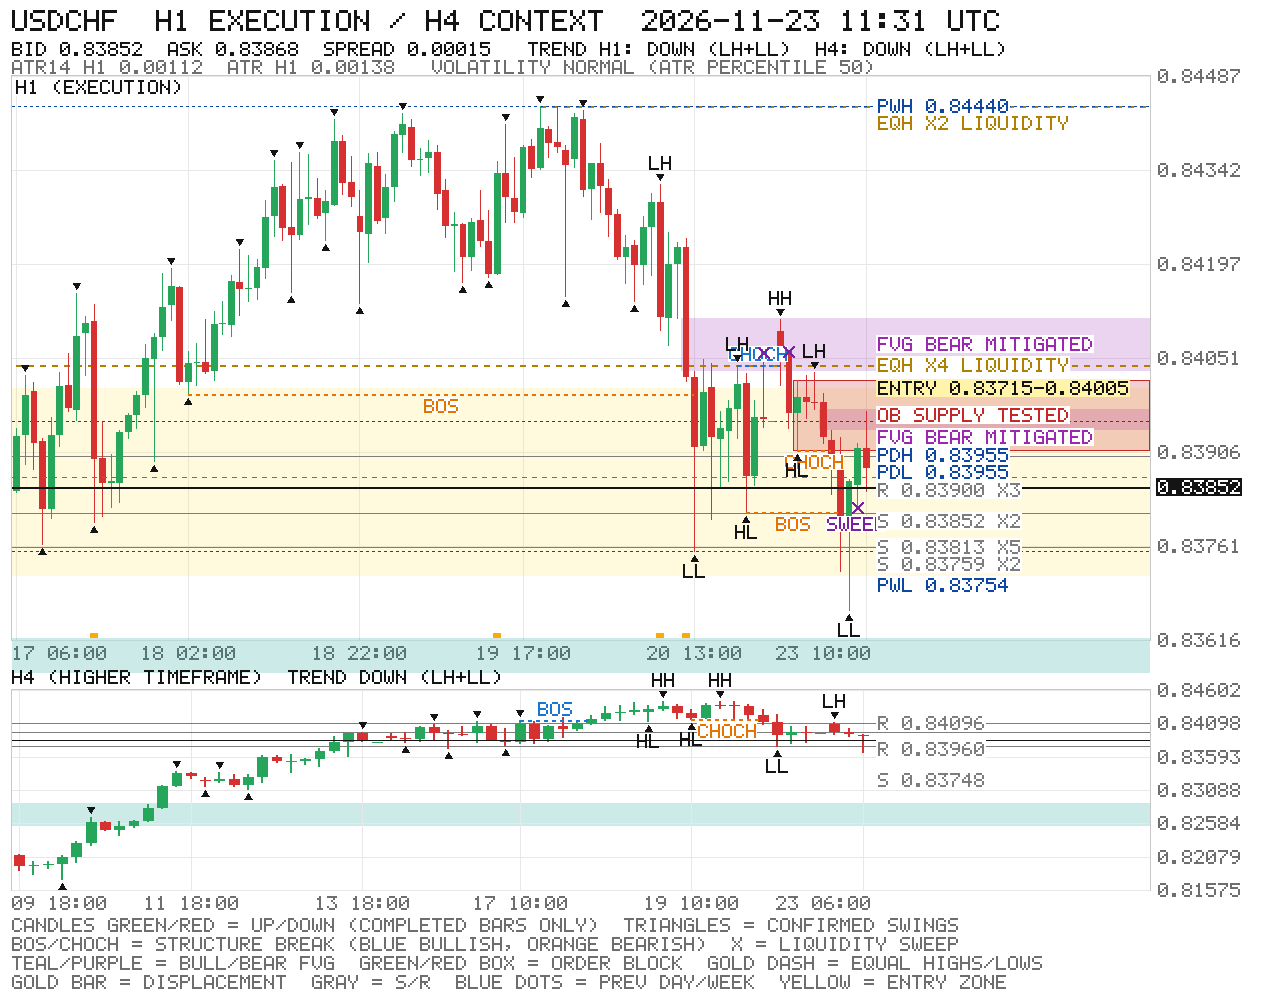 USDCHF  H1 EXECUTION / H4 CONTEXT  2026-11-23 11:31 UTC
BID 0.83852  ASK 0.83868  SPREAD 0.00015   TREND H1: DOWN (LH+LL)  H4: DOWN (LH+LL)
ATR14 H1 0.00112  ATR H1 0.00138   VOLATILITY NORMAL (ATR PERCENTILE 50)
0.84487
H1 (EXECUTION)
PWH 0.84440
EQH X2 LIQUIDITY
LH
0.84342
0.84197
HH
LH
CHOCH
LH
FVG BEAR MITIGATED
0.84051
EQH X4 LIQUIDITY
ENTRY 0.83715-0.84005
BOS
OB SUPPLY TESTED
FVG BEAR MITIGATED
PDH 0.83955
0.83906
CHOCH
HL
PDL 0.83955
R 0.83900 X3
0.83852
HL
BOS
SWEE
S 0.83852 X2
S 0.83813 X5
0.83761
S 0.83759 X2
LL
PWL 0.83754
LL
0.83616
17 06:00
18 02:00
18 22:00
19 17:00
20 13:00
23 10:00
H4 (HIGHER TIMEFRAME)  TREND DOWN (LH+LL)
HH
HH
0.84602
LH
BOS
R 0.84096
0.84098
CHOCH
HL
HL
R 0.83960
0.83593
LL
S 0.83748
0.83088
0.82584
0.82079
0.81575
09 18:00
11 18:00
13 18:00
17 10:00
19 10:00
23 06:00
CANDLES GREEN/RED = UP/DOWN (COMPLETED BARS ONLY)  TRIANGLES = CONFIRMED SWINGS
BOS/CHOCH = STRUCTURE BREAK (BLUE BULLISH, ORANGE BEARISH)  X = LIQUIDITY SWEEP
TEAL/PURPLE = BULL/BEAR FVG  GREEN/RED BOX = ORDER BLOCK  GOLD DASH = EQUAL HIGHS/LOWS
GOLD BAR = DISPLACEMENT  GRAY = S/R  BLUE DOTS = PREV DAY/WEEK  YELLOW = ENTRY ZONE